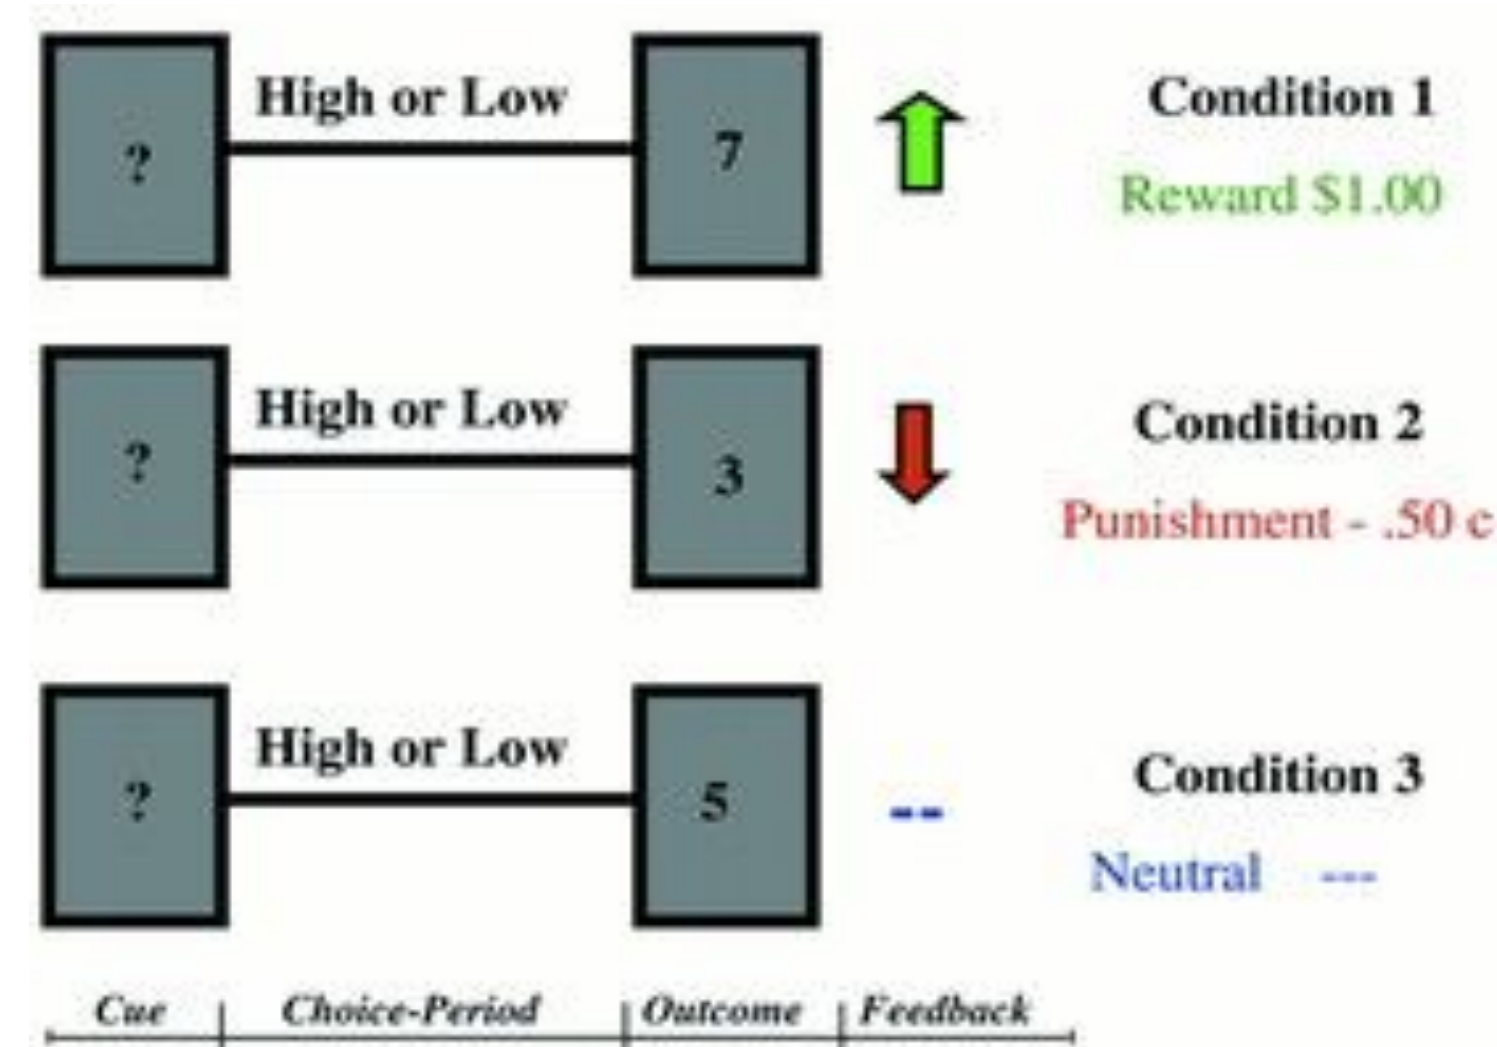 High or Low
? 7
Condition 1
Reward $1.00
High or Low
? 3
Condition 2
Punishment - .50 c
High or Low
? 5
--
Condition 3
Neutral ---
Cue Choice-Period Outcome Feedback